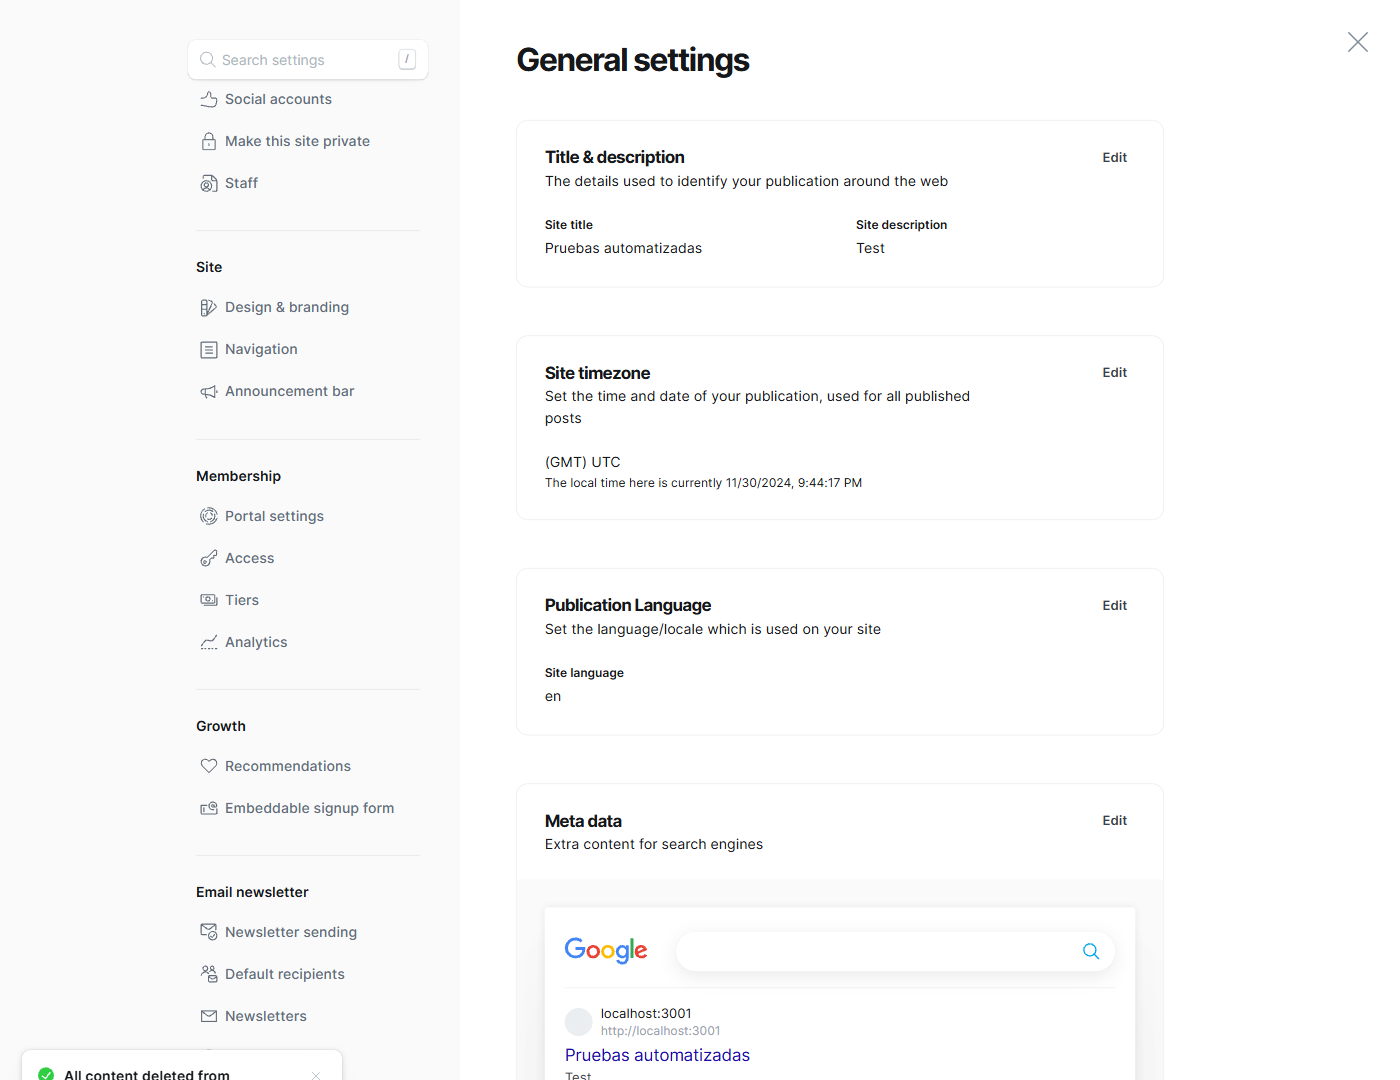 Search settings /
Social accounts
Make this site private
Staff
Site
Design & branding
Navigation
Announcement bar
Membership
Portal settings
Access
Tiers
Analytics
Growth
Recommendations
Embeddable signup form
Email newsletter
Newsletter sending
Default recipients
Newsletters
All content deleted from
General settings
Title & description
Edit
The details used to identify your publication around the web
Site title
Pruebas automatizadas
Site description
Test
Site timezone
Edit
Set the time and date of your publication, used for all published
posts
(GMT) UTC
The local time here is currently 11/30/2024, 9:44:17 PM
Publication Language
Edit
Set the language/locale which is used on your site
Site language
en
Meta data
Edit
Extra content for search engines
Google
localhost:3001
http://localhost:3001
Pruebas automatizadas
Test